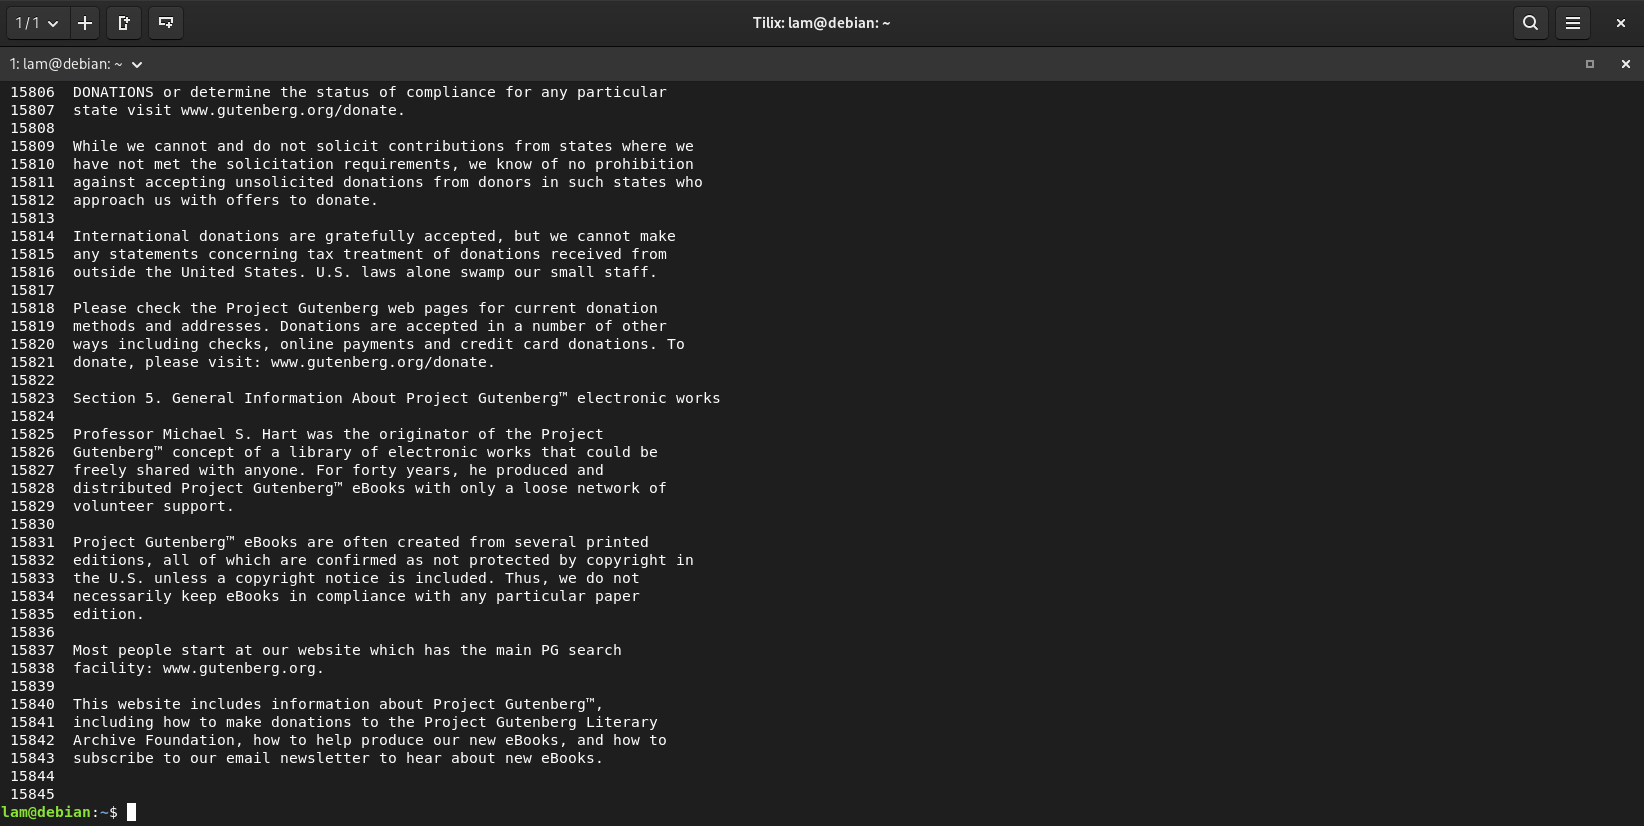 1 / 1
Tilix: lam@debian: ~
1: lam@debian: ~
15806 DONATIONS or determine the status of compliance for any particular
15807 state visit www.gutenberg.org/donate.
15808
15809 While we cannot and do not solicit contributions from states where we
15810 have not met the solicitation requirements, we know of no prohibition
15811 against accepting unsolicited donations from donors in such states who
15812 approach us with offers to donate.
15813
15814 International donations are gratefully accepted, but we cannot make
15815 any statements concerning tax treatment of donations received from
15816 outside the United States. U.S. laws alone swamp our small staff.
15817
15818 Please check the Project Gutenberg web pages for current donation
15819 methods and addresses. Donations are accepted in a number of other
15820 ways including checks, online payments and credit card donations. To
15821 donate, please visit: www.gutenberg.org/donate.
15822
15823 Section 5. General Information About Project Gutenberg™ electronic works
15824
15825 Professor Michael S. Hart was the originator of the Project
15826 Gutenberg™ concept of a library of electronic works that could be
15827 freely shared with anyone. For forty years, he produced and
15828 distributed Project Gutenberg™ eBooks with only a loose network of
15829 volunteer support.
15830
15831 Project Gutenberg™ eBooks are often created from several printed
15832 editions, all of which are confirmed as not protected by copyright in
15833 the U.S. unless a copyright notice is included. Thus, we do not
15834 necessarily keep eBooks in compliance with any particular paper
15835 edition.
15836
15837 Most people start at our website which has the main PG search
15838 facility: www.gutenberg.org.
15839
15840 This website includes information about Project Gutenberg™,
15841 including how to make donations to the Project Gutenberg Literary
15842 Archive Foundation, how to help produce our new eBooks, and how to
15843 subscribe to our email newsletter to hear about new eBooks.
15844
15845
lam@debian:~$